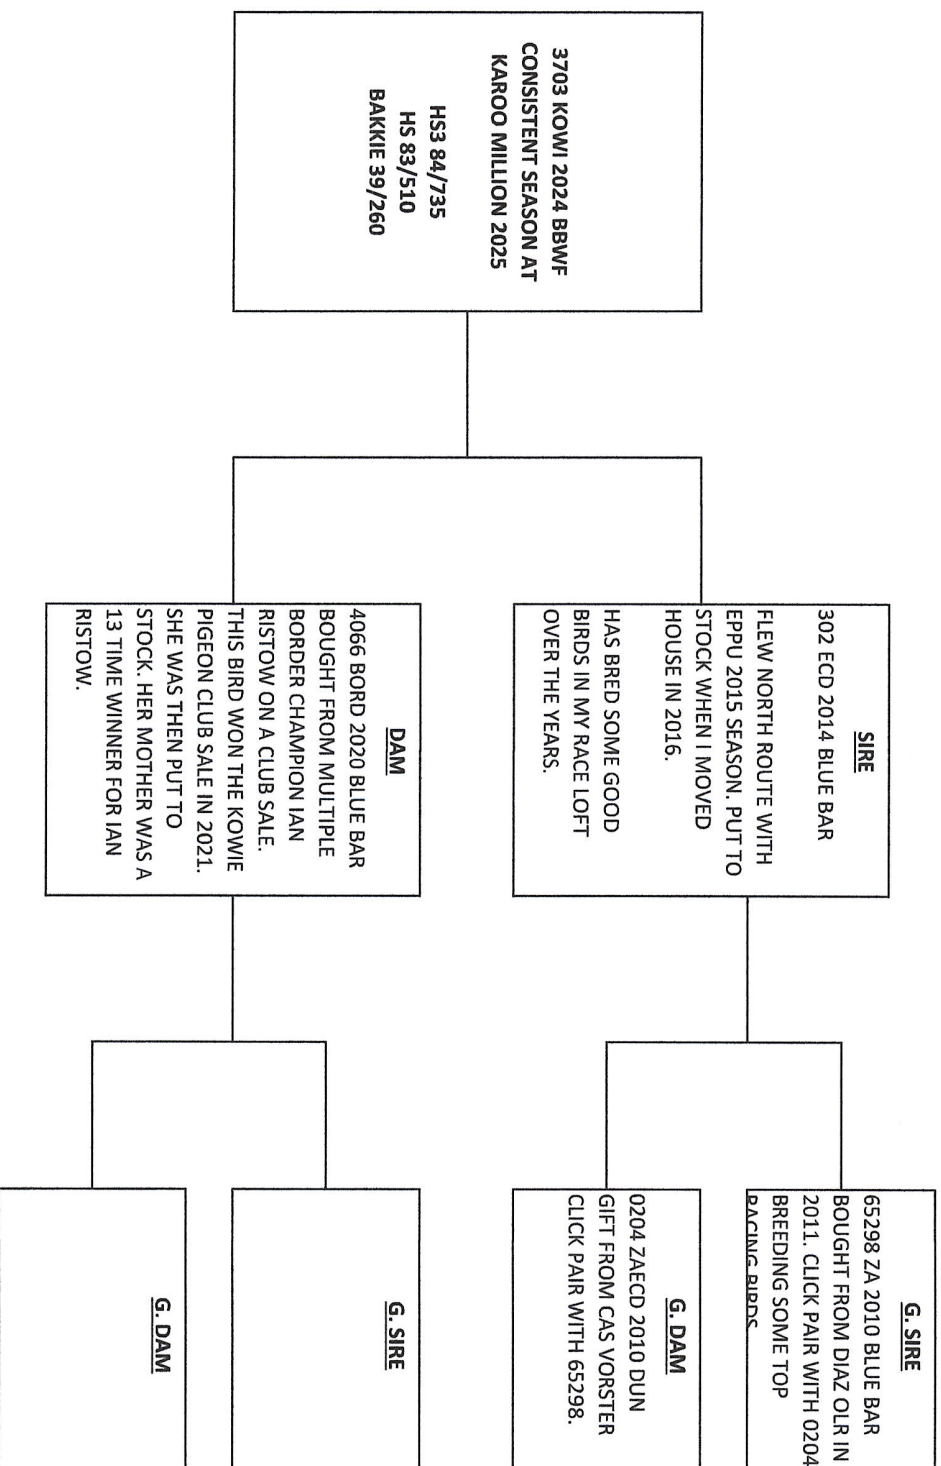 3703 KOWI 2024 BBWF
CONSISTENT SEASON AT
KAROO MILLION 2025
HS3 84/735
HS 83/510
BAKKIE 39/260
SIRE
302 ECD 2014 BLUE BAR
FLEW NORTH ROUTE WITH
EPPU 2015 SEASON. PUT TO
STOCK WHEN I MOVED
HOUSE IN 2016.
HAS BRED SOME GOOD
BIRDS IN MY RACE LOFT
OVER THE YEARS.
DAM
4066 BORD 2020 BLUE BAR
BOUGHT FROM MULTIPLE
BORDER CHAMPION IAN
RISTOW ON A CLUB SALE.
THIS BIRD WON THE KOWIE
PIGEON CLUB SALE IN 2021.
SHE WAS THEN PUT TO
STOCK. HER MOTHER WAS A
13 TIME WINNER FOR IAN
RISTOW.
G. SIRE
65298 ZA 2010 BLUE BAR
BOUGHT FROM DIAZ OLR IN
2011. CLICK PAIR WITH 0204
BREEDING SOME TOP
RACING BIRDS
G. DAM
0204 ZAECD 2010 DUN
GIFT FROM CAS VORSTER
CLICK PAIR WITH 65298.
G. SIRE
G. DAM